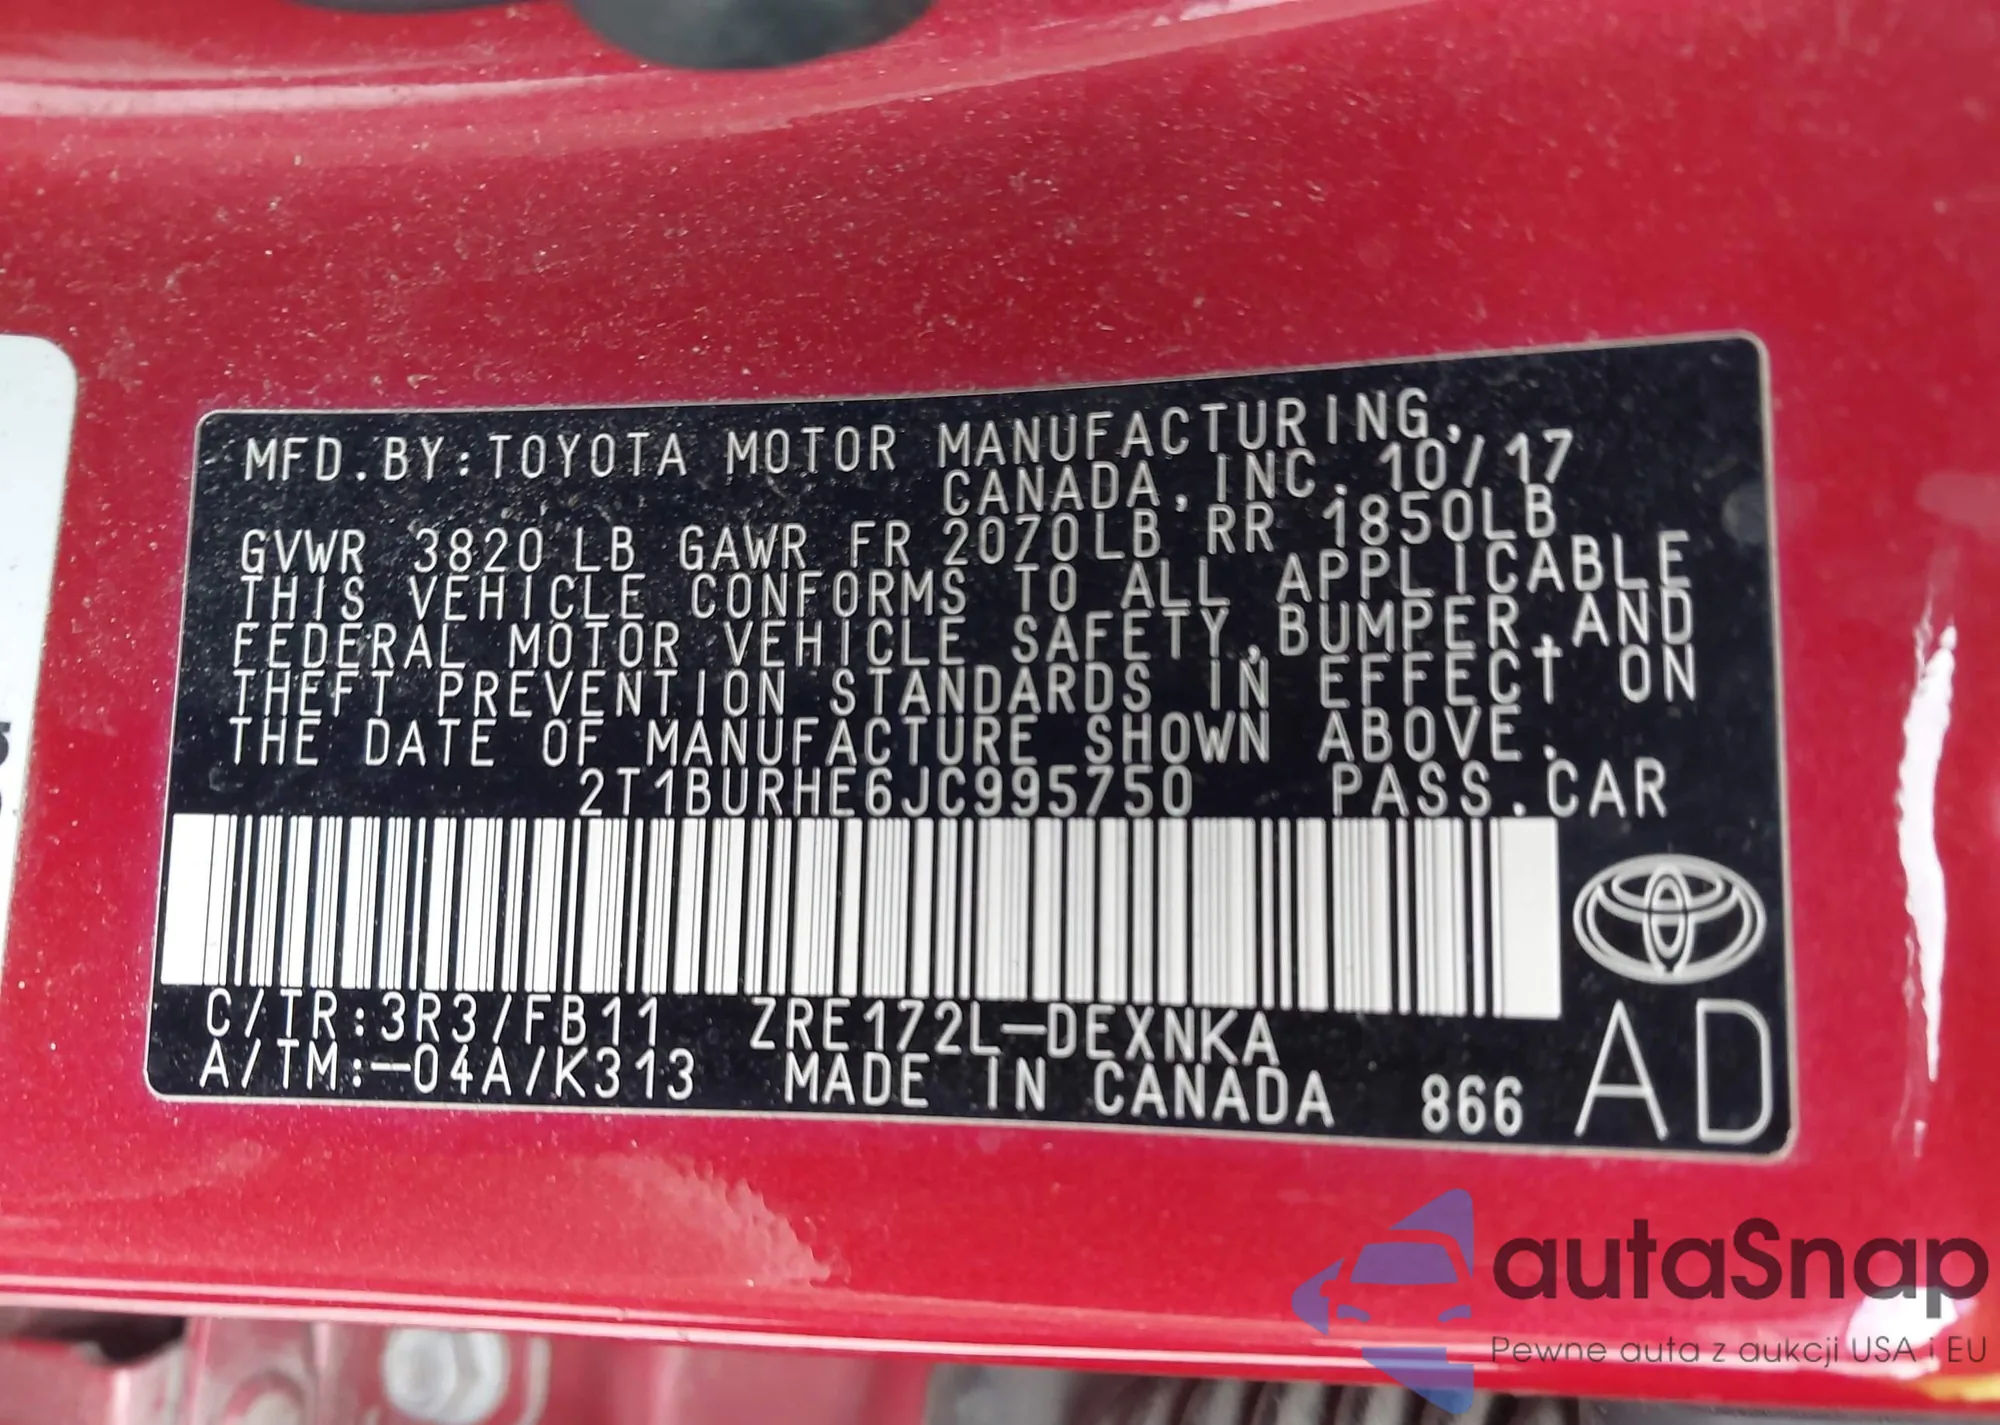 MFD.BY:TOYOTA MOTOR MANUFACTURING,
CANADA,INC. 10/17
GVWR 3820 LB GAWR FR 2070LB RR 1850LB
THIS VEHICLE CONFORMS TO ALL APPLICABLE
FEDERAL MOTOR VEHICLE SAFETY,BUMPER,AND
THEFT PREVENTION STANDARDS IN EFFECT ON
THE DATE OF MANUFACTURE SHOWN ABOVE.
2T1BURHE6JC995750 PASS.CAR
C/TR:3R3/FB11 ZRE172L-DEXNKA
A/TM:-04A/K313 MADE IN CANADA 866
AD
autaSnap
Pewne auta z aukcji USA i EU